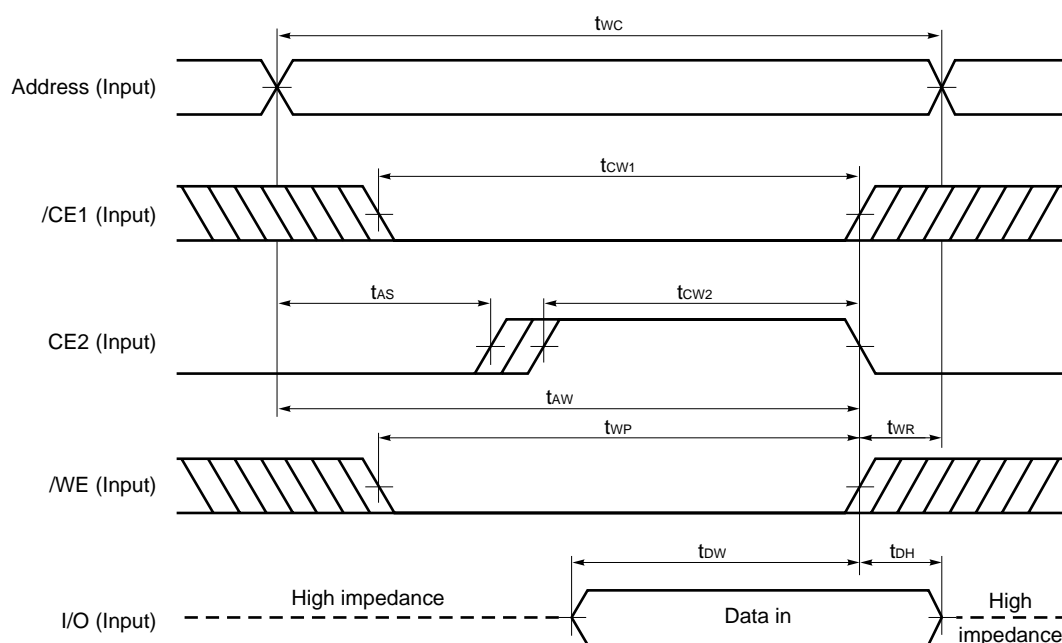 tWC
Address (Input)
tCW1
/CE1 (Input)
tAS
tCW2
CE2 (Input)
tAW
tWP
tWR
/WE (Input)
tDW
tDH
I/O (Input)
High impedance
Data in
High
impedance